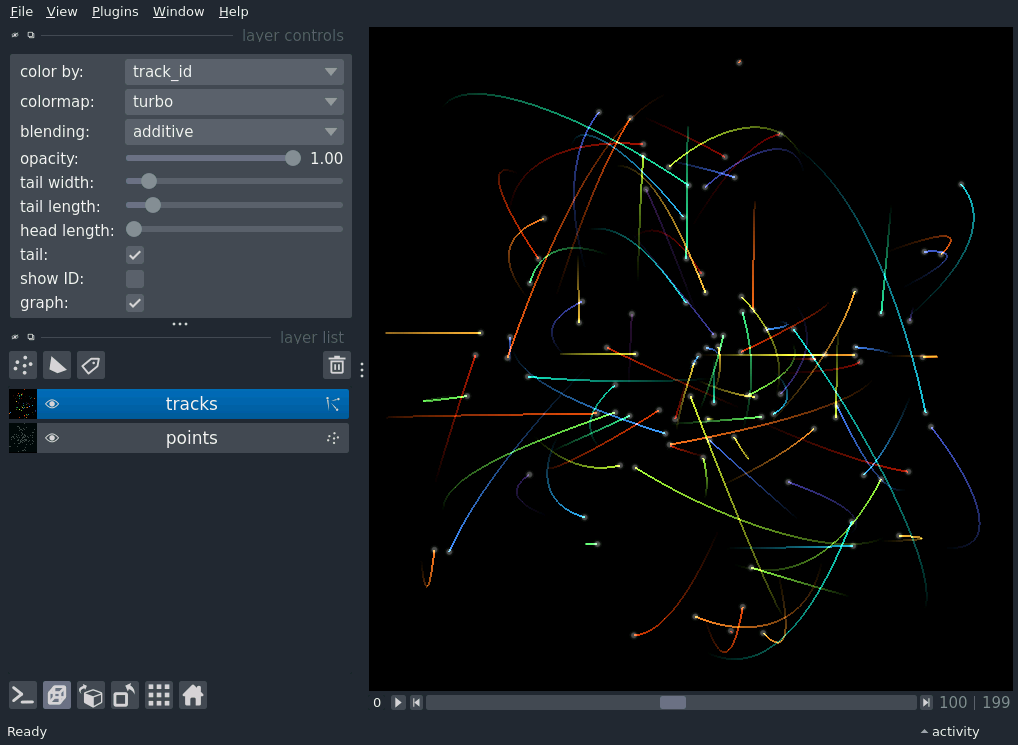 File View Plugins Window Help
layer controls
color by: track_id
colormap: turbo
blending: additive
opacity: 1.00
tail width:
tail length:
head length:
tail:
show ID:
graph:
layer list
tracks
points
0 100 | 199
Ready activity